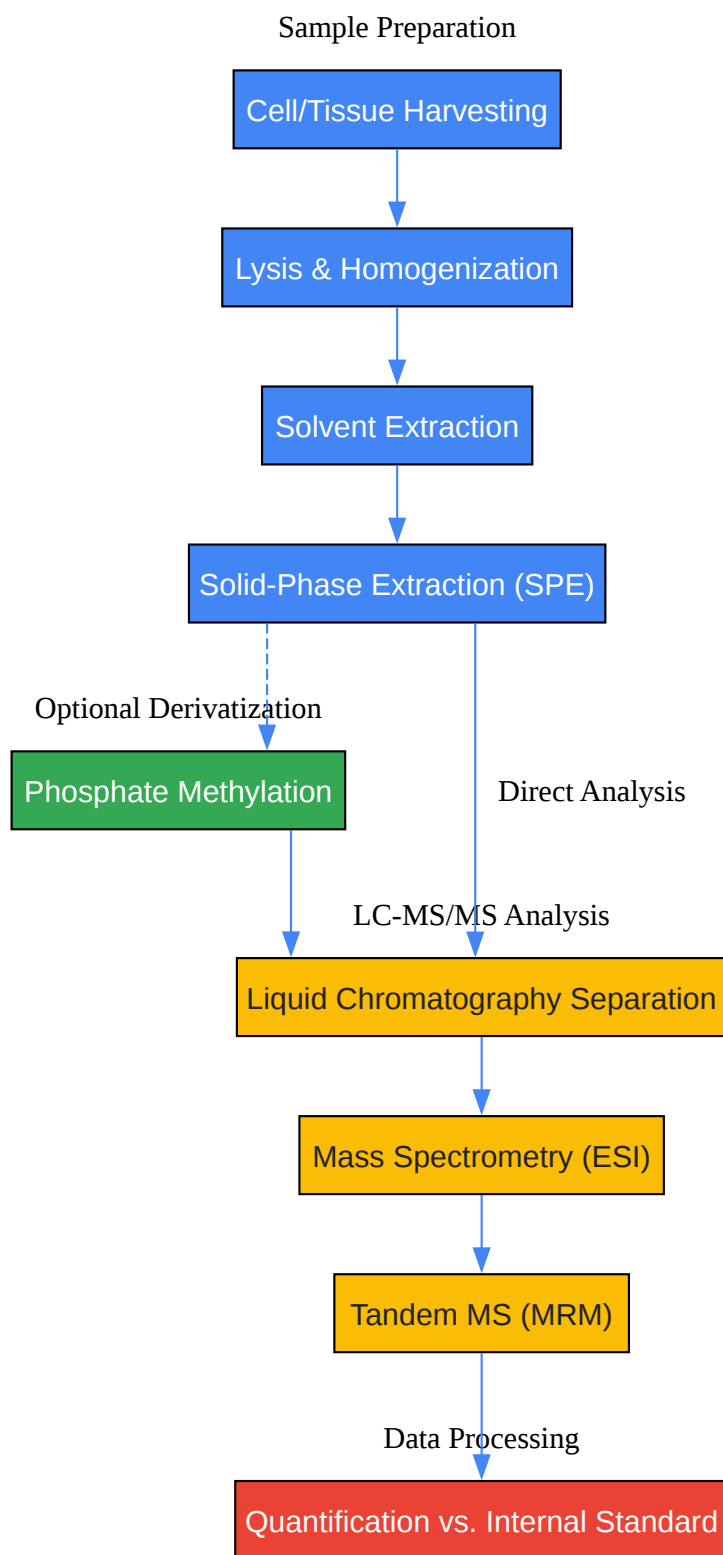 Sample Preparation
Cell/Tissue Harvesting
Lysis & Homogenization
Solvent Extraction
Solid-Phase Extraction (SPE)
Optional Derivatization
Phosphate Methylation
Direct Analysis
LC-MS/MS Analysis
Liquid Chromatography Separation
Mass Spectrometry (ESI)
Tandem MS (MRM)
Data Processing
Quantification vs. Internal Standard